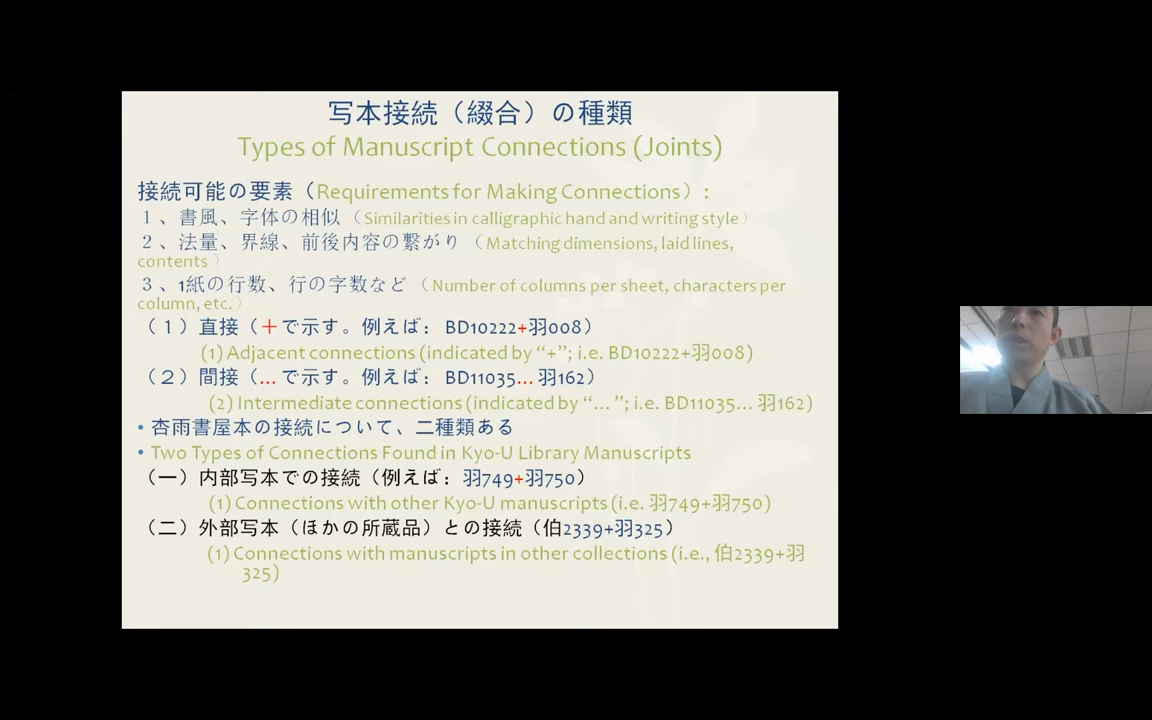 写本接続（綴合）の種類
Types of Manuscript Connections (Joints)
接続可能の要素（Requirements for Making Connections）:
１、書風、字体の相似（Similarities in calligraphic hand and writing style）
２、法量、界線、前後内容の繋がり（Matching dimensions, laid lines,
contents）
３、1紙の行数、行の字数など（Number of columns per sheet, characters per
column, etc.）
（１）直接（＋で示す。例えば：BD10222+羽008）
(1) Adjacent connections (indicated by “+”; i.e. BD10222+羽008)
（２）間接（…で示す。例えば：BD11035…羽162）
(2) Intermediate connections (indicated by “… ”; i.e. BD11035… 羽162)
• 杏雨書屋本の接続について、二種類ある
• Two Types of Connections Found in Kyo-U Library Manuscripts
（一）内部写本での接続（例えば：羽749+羽750）
(1) Connections with other Kyo-U manuscripts (i.e. 羽749+羽750)
（二）外部写本（ほかの所蔵品）との接続（伯2339+羽325）
(1) Connections with manuscripts in other collections (i.e., 伯2339+羽
325)